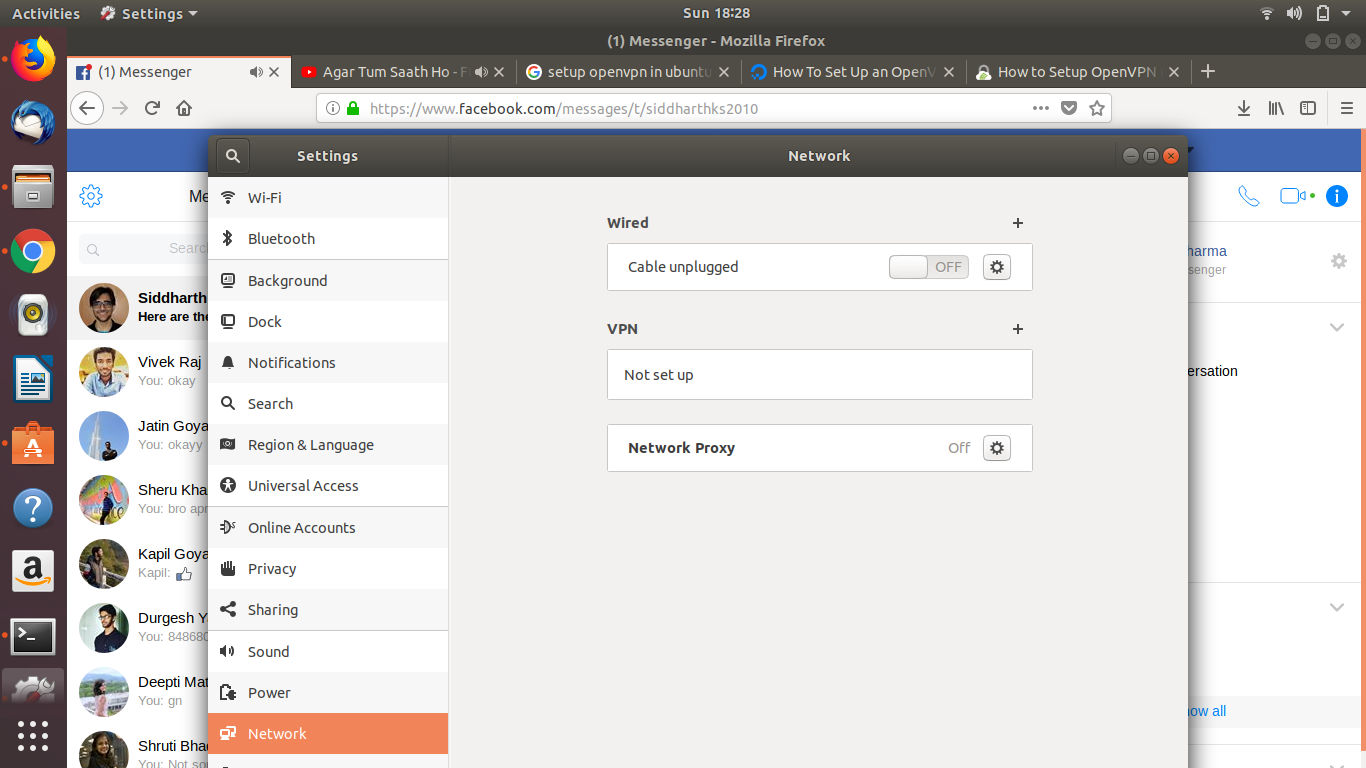 Activities Settings Sun 18:28
(1) Messenger - Mozilla Firefox
(1) Messenger Agar Tum Saath Ho - F setup openvpn in ubuntu How To Set Up an OpenV How to Setup OpenVPN
https://www.facebook.com/messages/t/siddharthks2010
Settings
Network
Me
Searc
Siddharth
Here are the
Vivek Raj
You: okay
Jatin Goya
You: okayy
Sheru Kha
You: bro apr
Kapil Goya
Kapil:
Durgesh Ya
You: 848680
Deepti Mat
You: gn
Shruti Bhad
You: Not so
Wi-Fi
Bluetooth
Background
Dock
Notifications
Search
Region & Language
Universal Access
Online Accounts
Privacy
Sharing
Sound
Power
Network
Wired
Cable unplugged OFF
VPN
Not set up
Network Proxy Off
harma
senger
ersation
ow all